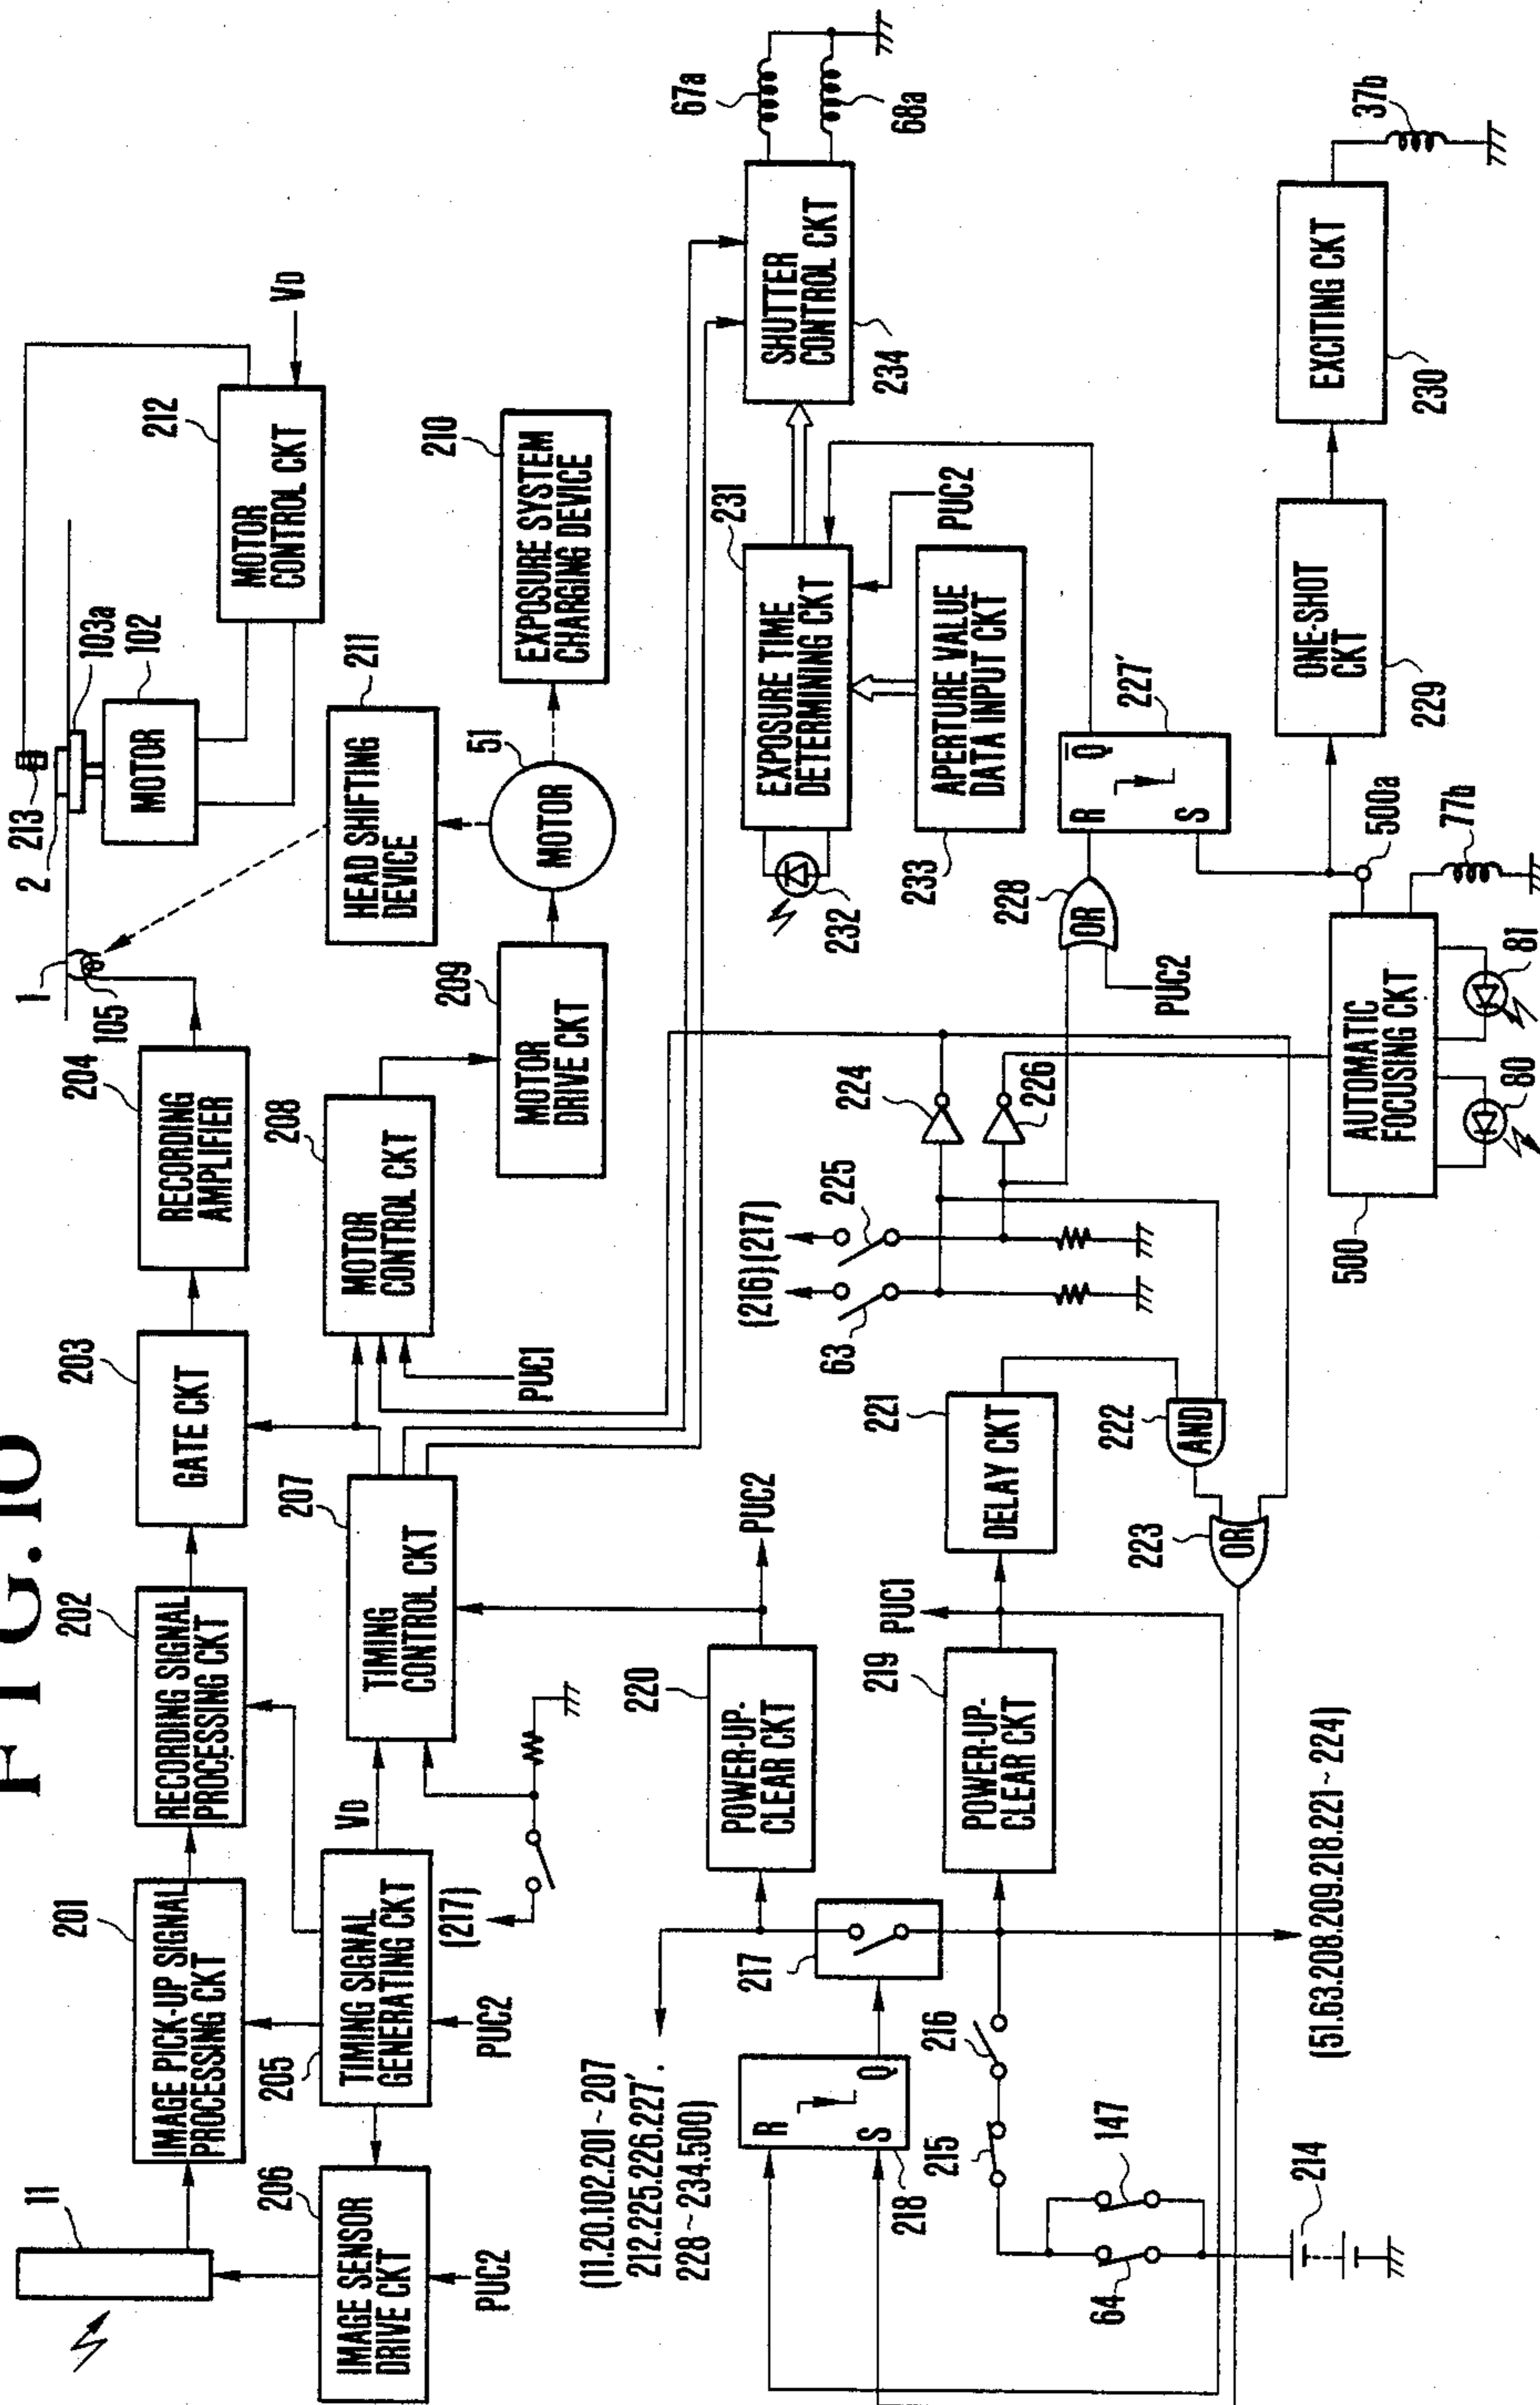 FIG. 10
11
IMAGE PICK-UP SIGNAL
PROCESSING CKT
201
RECORDING SIGNAL
PROCESSING CKT
202
GATE CKT
203
RECORDING
AMPLIFIER
204
105
1
2
213
103a
MOTOR
102
MOTOR
CONTROL CKT
212
VD
IMAGE SENSOR
DRIVE CKT
206
PUC2
TIMING SIGNAL
GENERATING CKT
205
PUC2
VD
(217)
TIMING
CONTROL CKT
207
MOTOR
CONTROL CKT
208
PUC1
MOTOR
DRIVE CKT
209
HEAD SHIFTING
DEVICE
211
MOTOR
51
EXPOSURE SYSTEM
CHARGING DEVICE
210
(11.20.102.201~207
212.225.226.227'.
228~234.500)
POWER-UP-
CLEAR CKT
220
PUC2
217
R
S
Q
218
215
216
64
147
214
POWER-UP-
CLEAR CKT
219
PUC1
(51.63.208.209.218.221~224)
DELAY CKT
221
AND
222
OR
223
(216)
(217)
63
225
224
226
OR
228
PUC2
R
S
Q
227'
EXPOSURE TIME
DETERMINING CKT
231
232
PUC2
APERTURE VALUE
DATA INPUT CKT
233
SHUTTER
CONTROL CKT
234
67a
68a
AUTOMATIC
FOCUSING CKT
500
500a
77b
80
81
ONE-SHOT
CKT
229
EXCITING CKT
230
37b